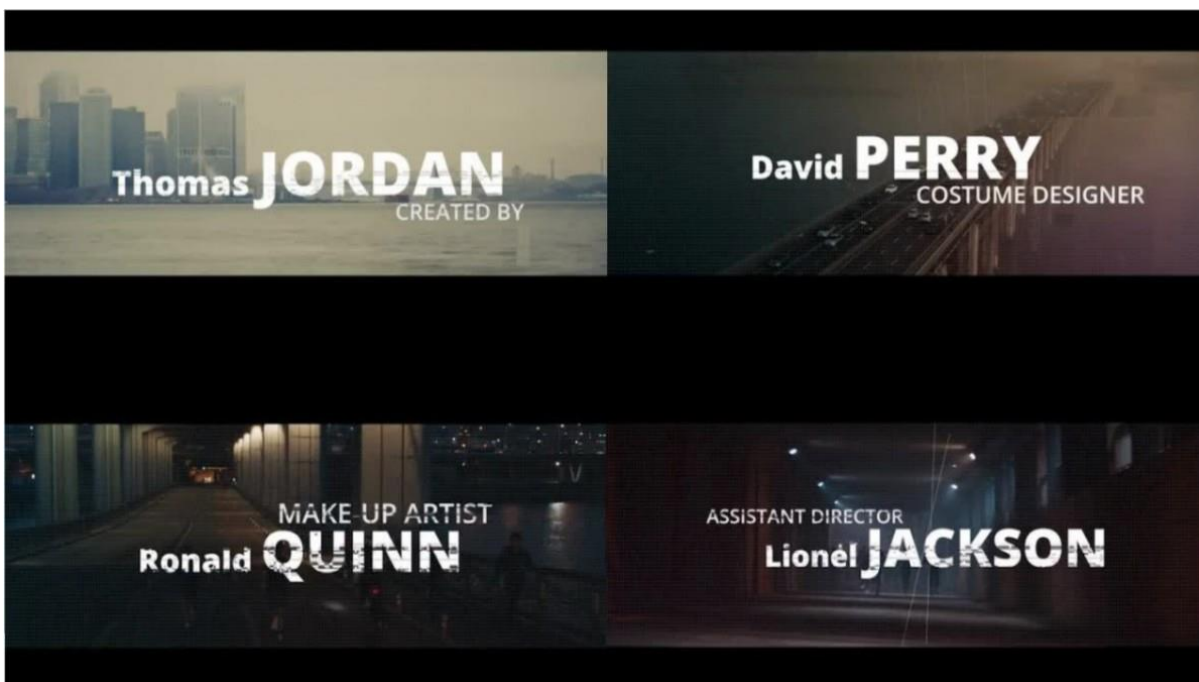 Thomas JORDAN
CREATED BY
David PERRY
COSTUME DESIGNER
MAKE-UP ARTIST
Ronald QUINN
ASSISTANT DIRECTOR
Lionel JACKSON